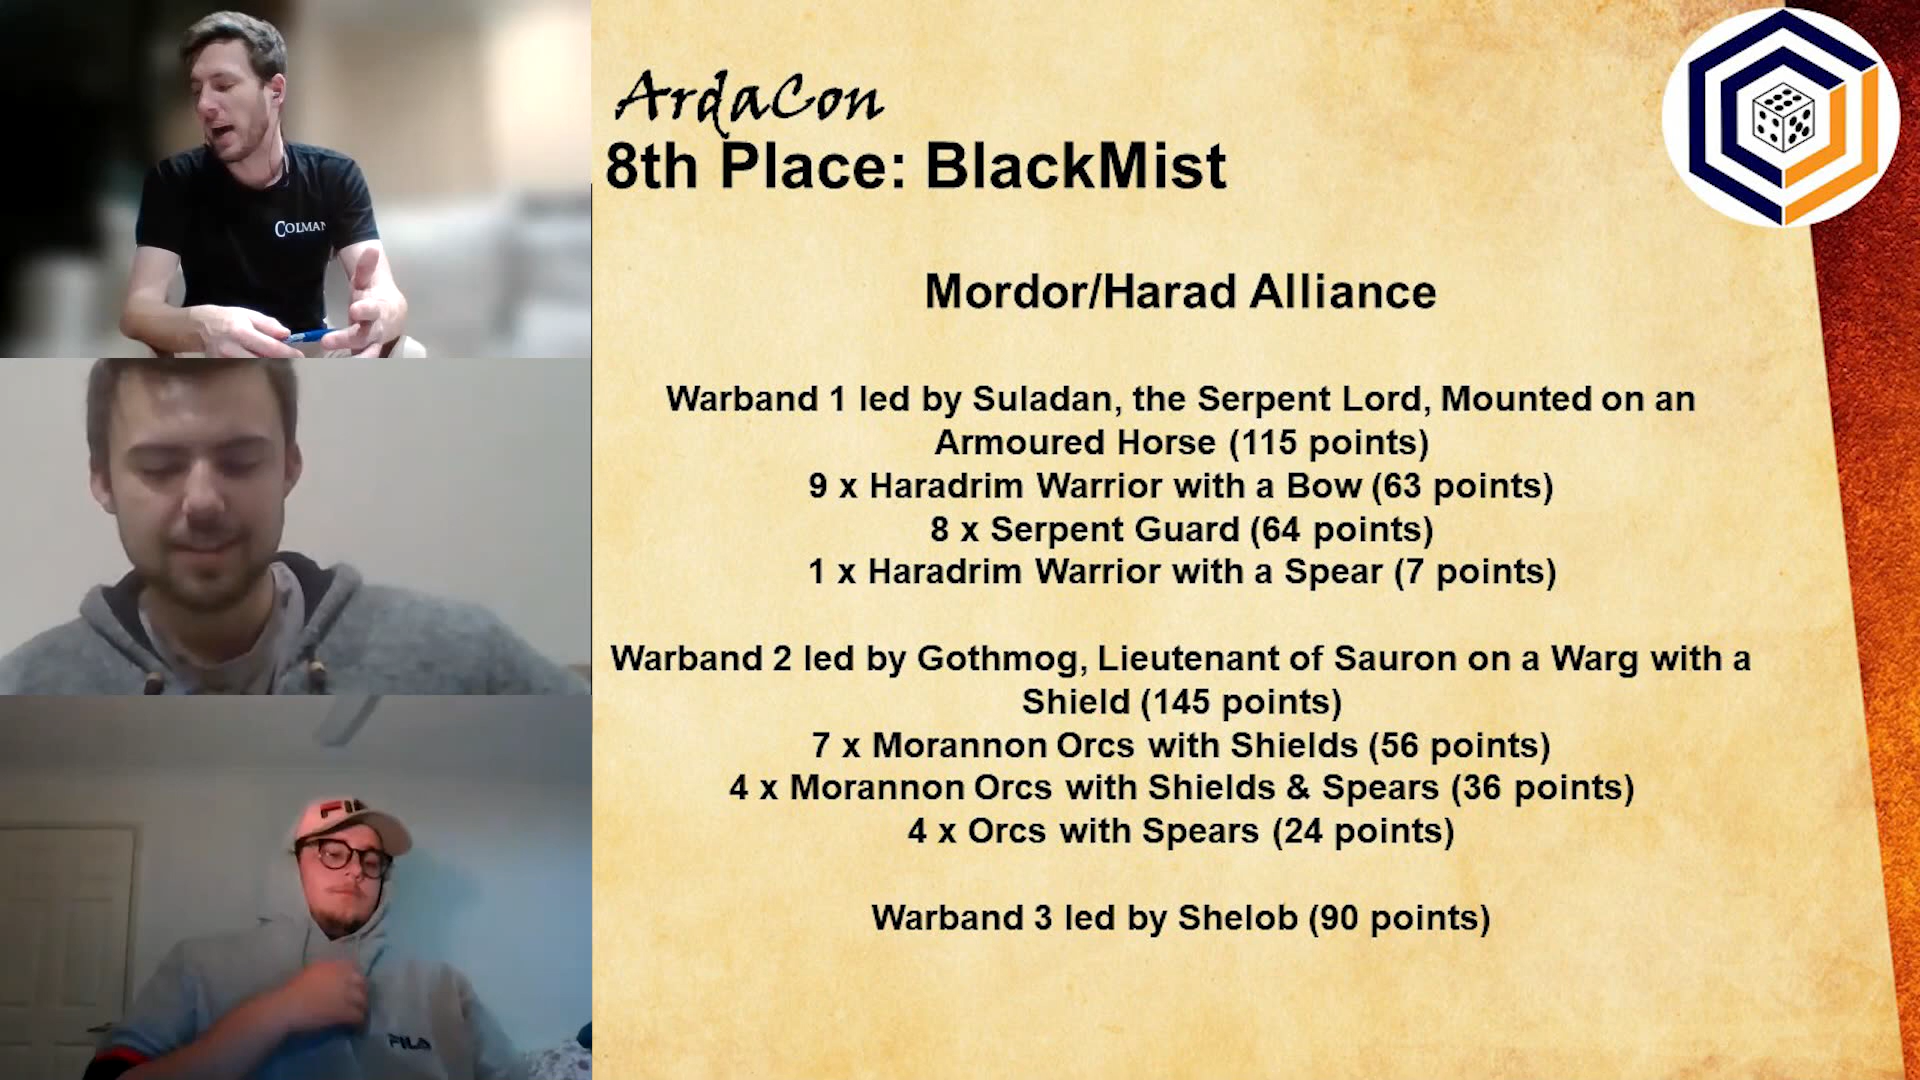 ArdaCon
8th Place: BlackMist
Mordor/Harad Alliance
Warband 1 led by Suladan, the Serpent Lord, Mounted on an
Armoured Horse (115 points)
9 x Haradrim Warrior with a Bow (63 points)
8 x Serpent Guard (64 points)
1 x Haradrim Warrior with a Spear (7 points)
Warband 2 led by Gothmog, Lieutenant of Sauron on a Warg with a
Shield (145 points)
7 x Morannon Orcs with Shields (56 points)
4 x Morannon Orcs with Shields & Spears (36 points)
4 x Orcs with Spears (24 points)
Warband 3 led by Shelob (90 points)
COLMAN
FILA